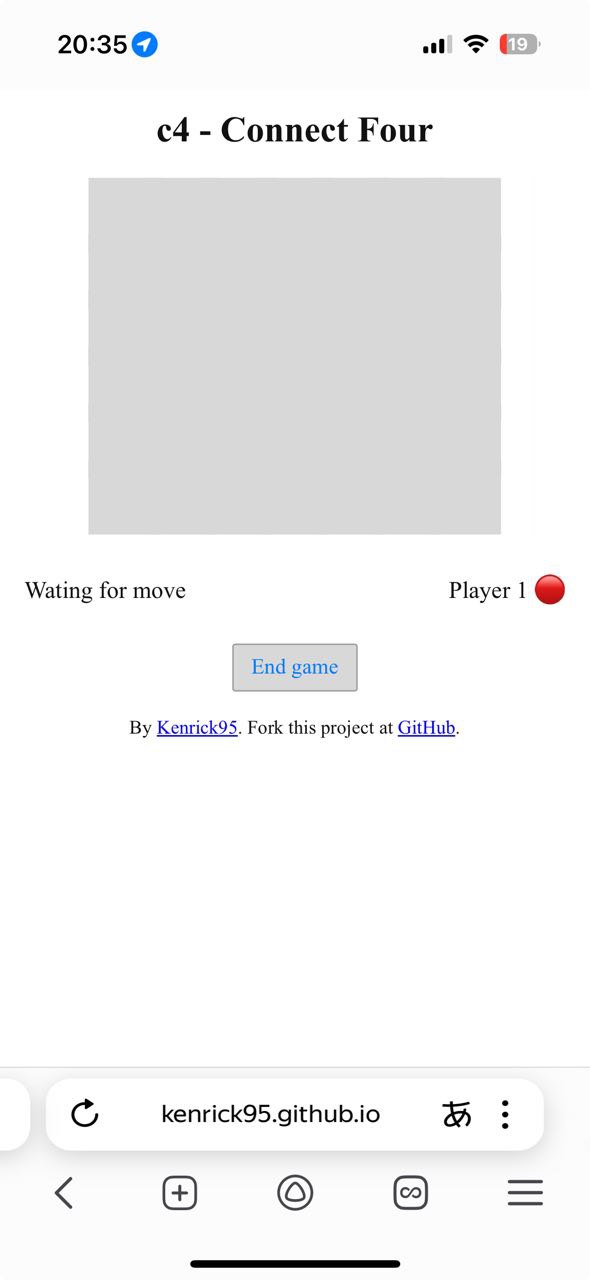 20:35
19
c4 - Connect Four
Wating for move
Player 1
End game
By Kenrick95. Fork this project at GitHub.
kenrick95.github.io
あ